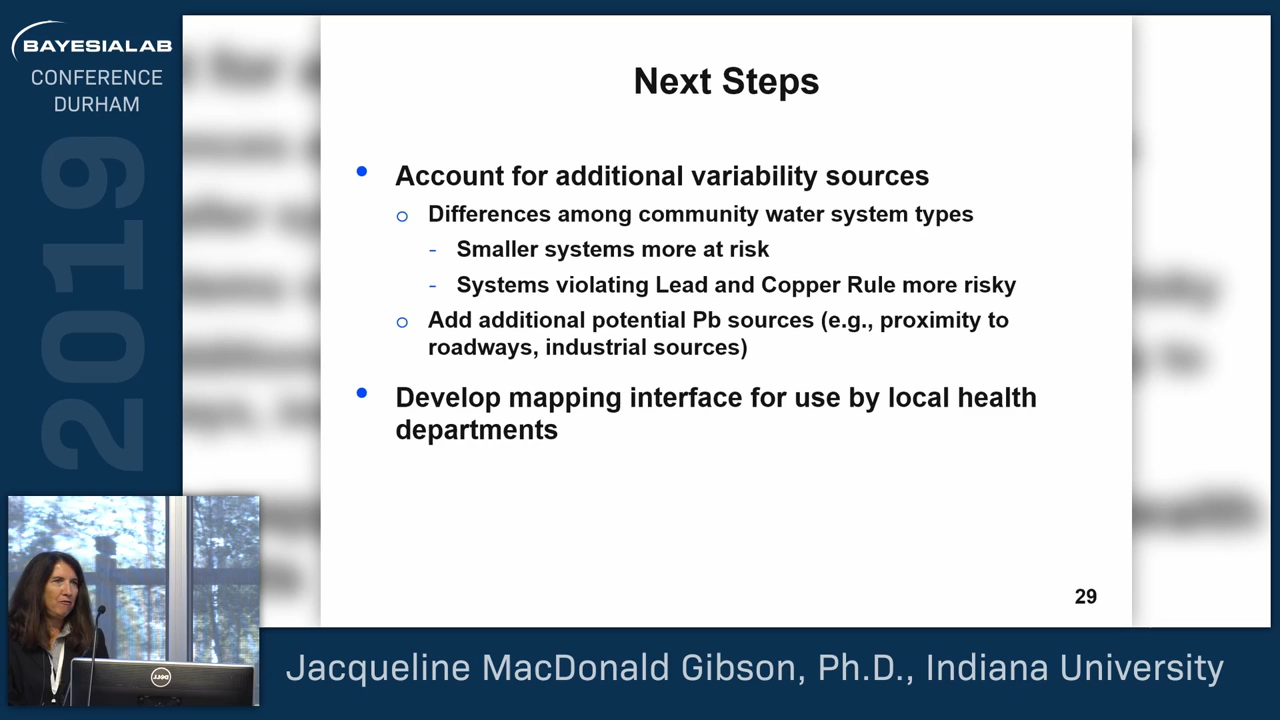 BAYESIALAB
CONFERENCE
DURHAM
2019
Next Steps
• Account for additional variability sources
o Differences among community water system types
- Smaller systems more at risk
- Systems violating Lead and Copper Rule more risky
o Add additional potential Pb sources (e.g., proximity to
roadways, industrial sources)
• Develop mapping interface for use by local health
departments
29
DELL
Jacqueline MacDonald Gibson, Ph.D., Indiana University